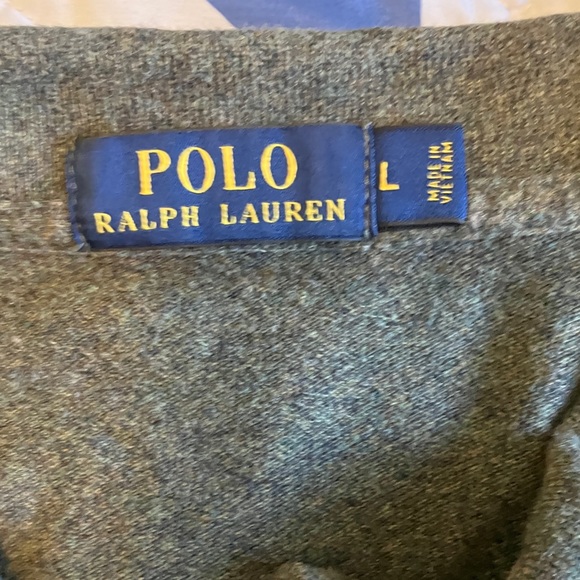 POLO
RALPH LAUREN
L
MADE IN
VIETNAM